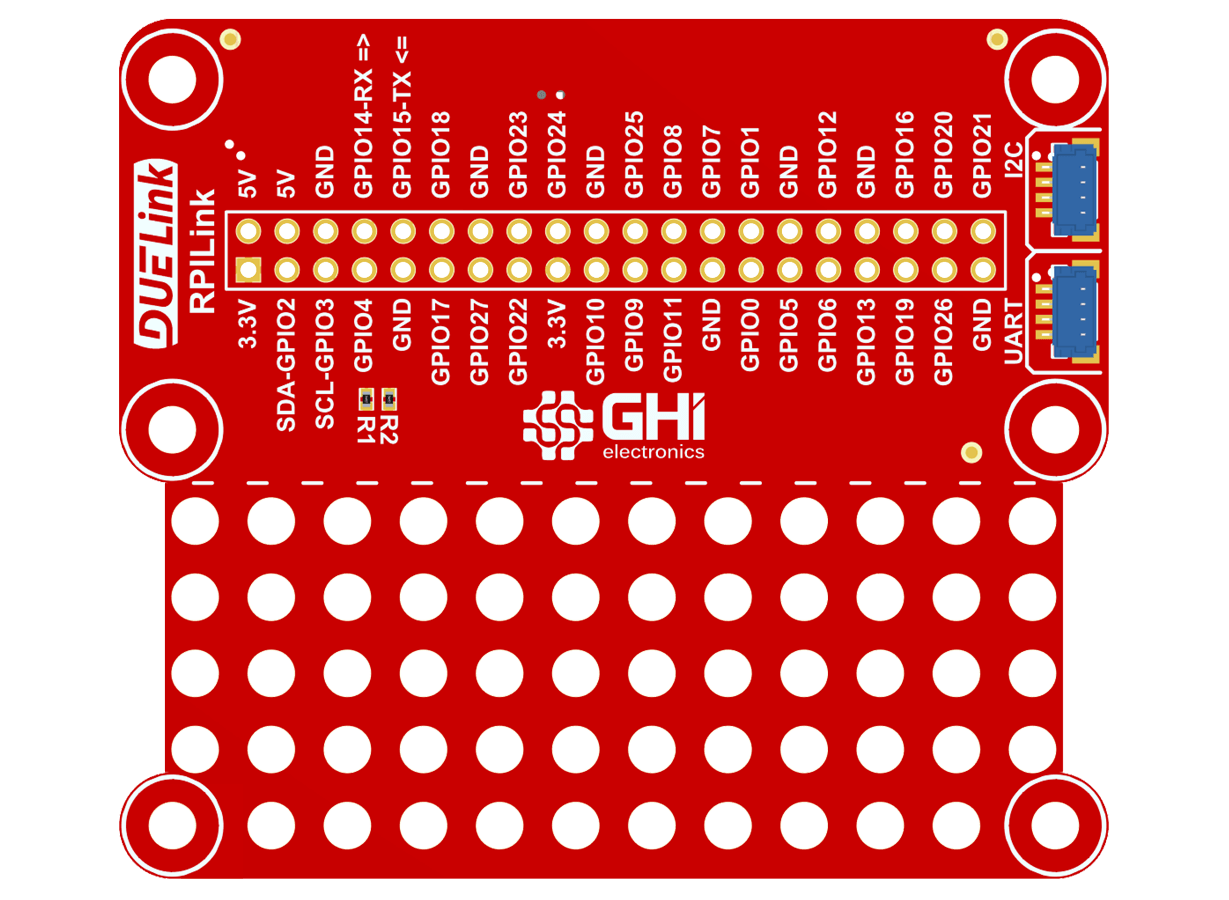 GPIO14-RX =>
GPIO15-TX <=
5V
5V
GND
GPIO18
GND
GPIO23
GPIO24
GND
GPIO25
GPIO8
GPIO7
GPIO1
GND
GPIO12
GND
GPIO16
GPIO20
GPIO21
I2C
DUELink
RPILink
3.3V
SDA-GPIO2
SCL-GPIO3
GPIO4
GND
GPIO17
GPIO27
GPIO22
3.3V
GPIO10
GPIO9
GPIO11
GND
GPIO0
GPIO5
GPIO6
GPIO13
GPIO19
GPIO26
GND
UART
R1
R2
GHI
electronics